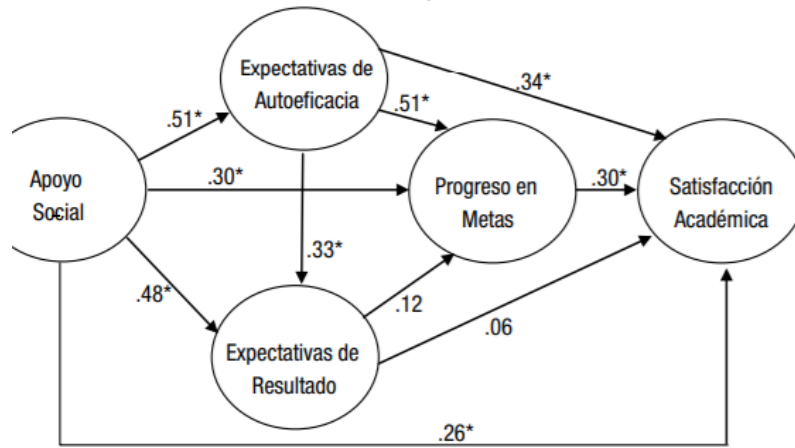 Expectativas de
Autoeficacia
.34*
.51*
.51*
Apoyo
Social
.30*
Progreso en
Metas
.30*
Satisfacción
Académica
.33*
.48*
.12
.06
Expectativas de
Resultado
.26*